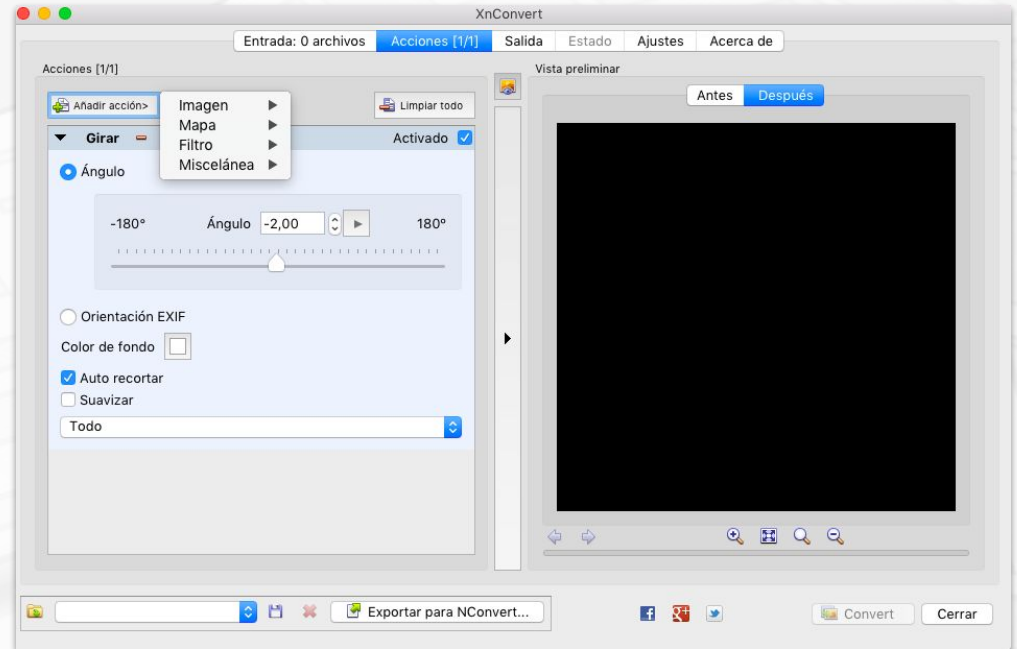 XnConvert
Entrada: 0 archivos Acciones [1/1] Salida Estado Ajustes Acerca de
Acciones [1/1]
Añadir acción>
Limpiar todo
Imagen
Mapa
Filtro
Miscelánea
Girar
Activado
Ángulo
-180° Ángulo -2,00 180°
Orientación EXIF
Color de fondo
Auto recortar
Suavizar
Todo
Vista preliminar
Antes Después
Exportar para NConvert...
Convert
Cerrar